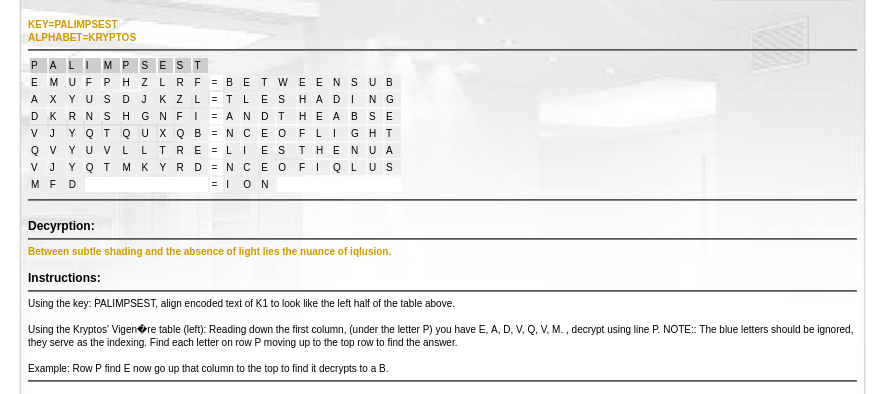 KEY=PALIMPSEST
ALPHABET=KRYPTOS
P A L I M P S E S T
E M U F P H Z L R F = B E T W E E N S U B
A X Y U S D J K Z L = T L E S H A D I N G
D K R N S H G N F I = A N D T H E A B S E
V J Y Q T Q U X Q B = N C E O F L I G H T
Q V Y U V L L T R E = L I E S T H E N U A
V J Y Q T M K Y R D = N C E O F I Q L U S
M F D = I O N
Decyrption:
Between subtle shading and the absence of light lies the nuance of iqlusion.
Instructions:
Using the key: PALIMPSEST, align encoded text of K1 to look like the left half of the table above.
Using the Kryptos' Vigen�re table (left): Reading down the first column, (under the letter P) you have E, A, D, V, Q, V, M. , decrypt using line P. NOTE:: The blue letters should be ignored,
they serve as the indexing. Find each letter on row P moving up to the top row to find the answer.
Example: Row P find E now go up that column to the top to find it decrypts to a B.